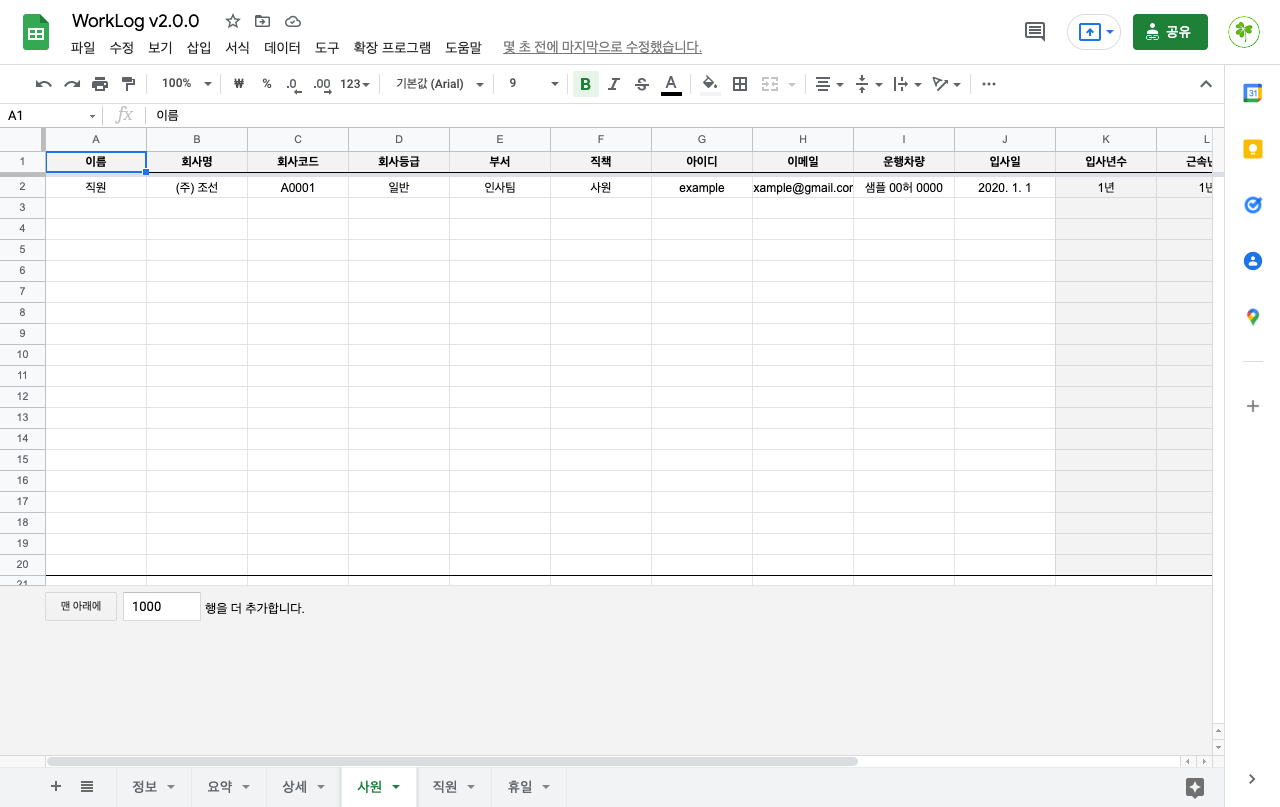 WorkLog v2.0.0
파일 수정 보기 삽입 서식 데이터 도구 확장 프로그램 도움말 몇 초 전에 마지막으로 수정했습니다.
공유
100% ₩ % .0 .00 123 기본값 (Arial) 9 B I S A
A1 fx 이름
A B C D E F G H I J K L
1 이름 회사명 회사코드 회사등급 부서 직책 아이디 이메일 운행차량 입사일 입사년수 근속
2 직원 (주) 조선 A0001 일반 인사팀 사원 example xample@gmail.cor 샘플 00허 0000 2020. 1. 1 1년 1년
3
4
5
6
7
8
9
10
11
12
13
14
15
16
17
18
19
20
21
맨 아래에 1000 행을 더 추가합니다.
정보 요약 상세 사원 직원 휴일
31